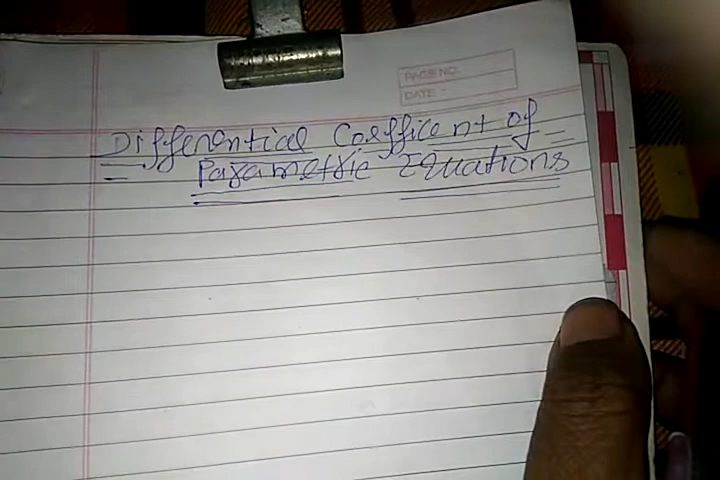 PAGE NO.
DATE :
Differential Coefficent of
Parametric Equations